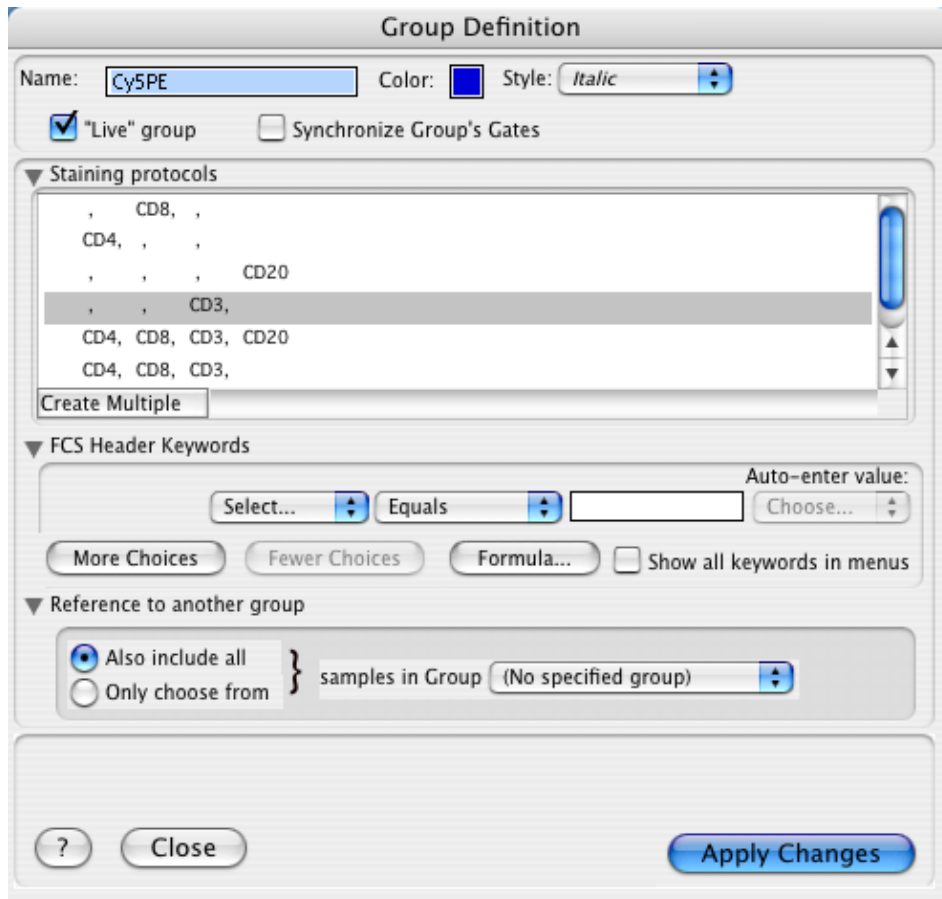 Group Definition
Name: Cy5PE Color: Style: Italic
"Live" group Synchronize Group's Gates
Staining protocols
, CD8, ,
CD4, , ,
, , , CD20
, , CD3,
CD4, CD8, CD3, CD20
CD4, CD8, CD3,
Create Multiple
FCS Header Keywords
Auto-enter value:
Select... Equals Choose...
More Choices Fewer Choices Formula... Show all keywords in menus
Reference to another group
Also include all
Only choose from } samples in Group (No specified group)
? Close Apply Changes